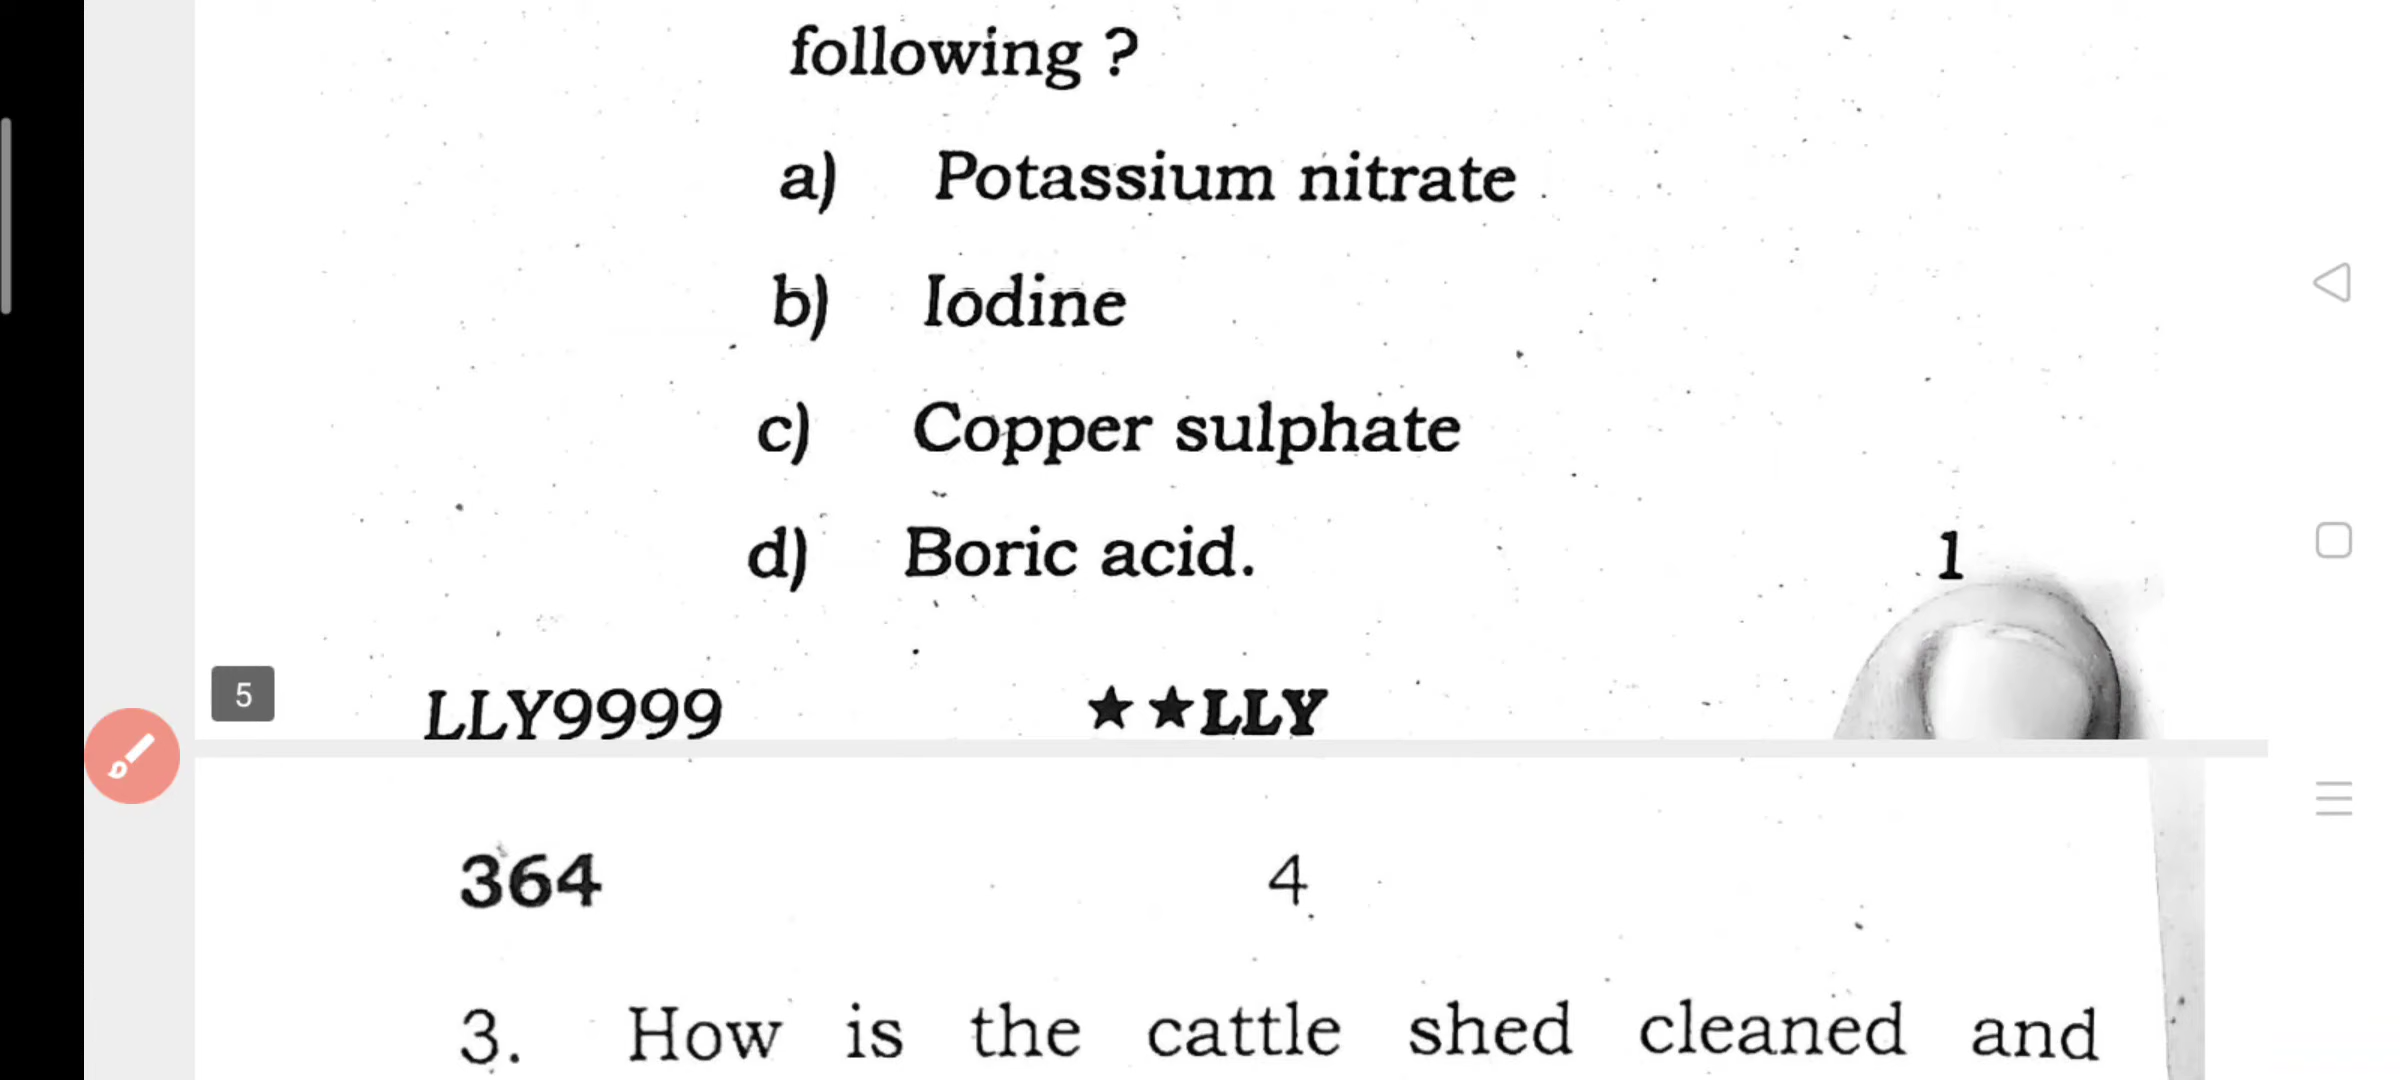 following ?
a) Potassium nitrate
b) Iodine
c) Copper sulphate
d) Boric acid. 1
5
LLY9999 ★★LLY
364 4
3. How is the cattle shed cleaned and